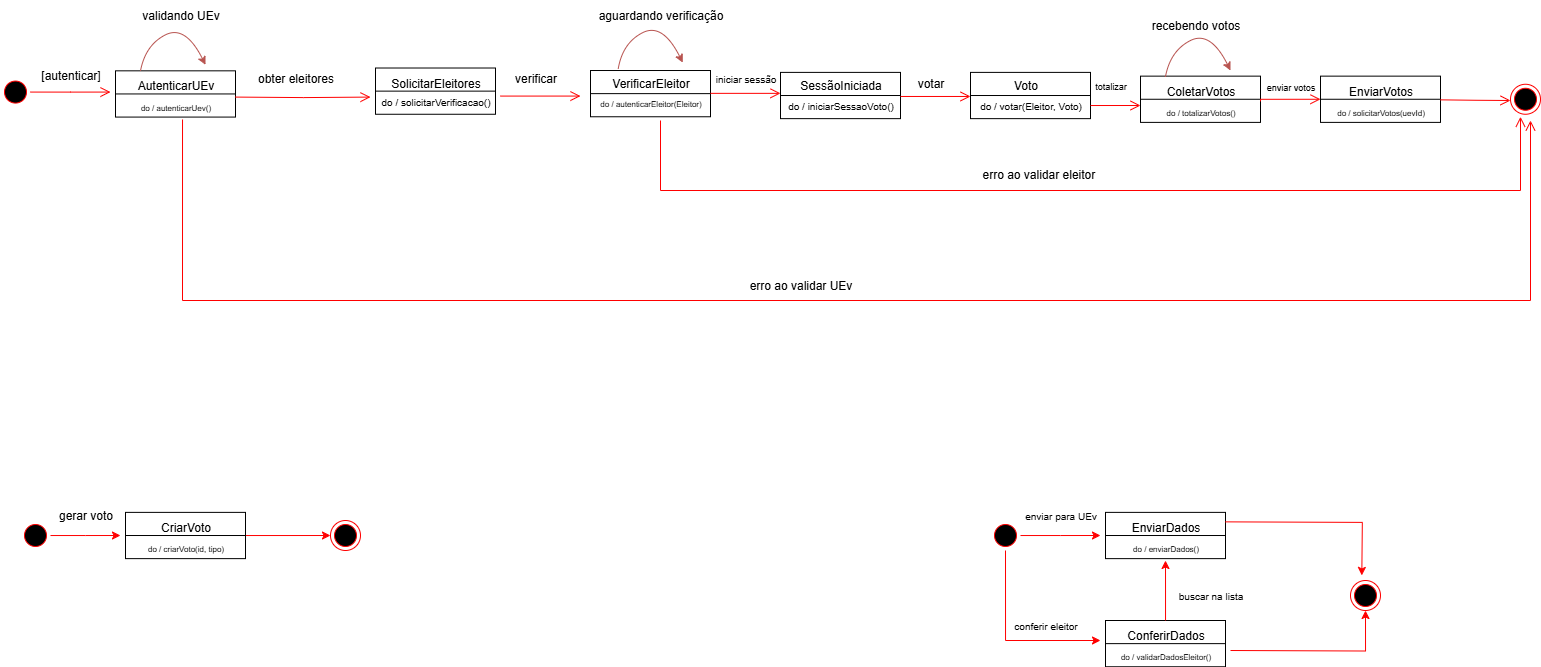 validando UEv
aguardando verificação
recebendo votos
[autenticar]
AutenticarUEv
do / autenticarUev()
obter eleitores
SolicitarEleitores
do / solicitarVerificacao()
verificar
VerificarEleitor
do / autenticarEleitor(Eleitor)
iniciar sessão
SessãoIniciada
do / iniciarSessaoVoto()
votar
Voto
do / votar(Eleitor, Voto)
totalizar
ColetarVotos
do / totalizarVotos()
enviar votos
EnviarVotos
do / solicitarVotos(uevId)
erro ao validar eleitor
erro ao validar UEv
gerar voto
CriarVoto
do / criarVoto(id, tipo)
enviar para UEv
EnviarDados
do / enviarDados()
buscar na lista
conferir eleitor
ConferirDados
do / validarDadosEleitor()